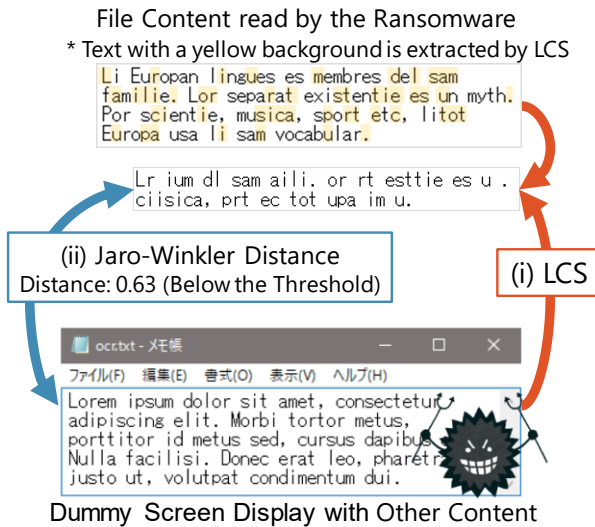 File Content read by the Ransomware
* Text with a yellow background is extracted by LCS
Li Europan lingues es membres del sam
familie. Lor separat existentie es un myth.
Por scientie, musica, sport etc, litot
Europa usa li sam vocabular.
Lr ium dl sam aili. or rt esttie es u .
ciisica, prt ec tot upa im u.
(ii) Jaro-Winkler Distance
Distance: 0.63 (Below the Threshold)
(i) LCS
ocr.txt - メモ帳
ファイル(F) 編集(E) 書式(O) 表示(V) ヘルプ(H)
Lorem ipsum dolor sit amet, consectetur
adipiscing elit. Morbi tortor metus,
porttitor id metus sed, cursus dapibus
Nulla facilisi. Donec erat leo, pharetr
justo ut, volutpat condimentum dui.
Dummy Screen Display with Other Content